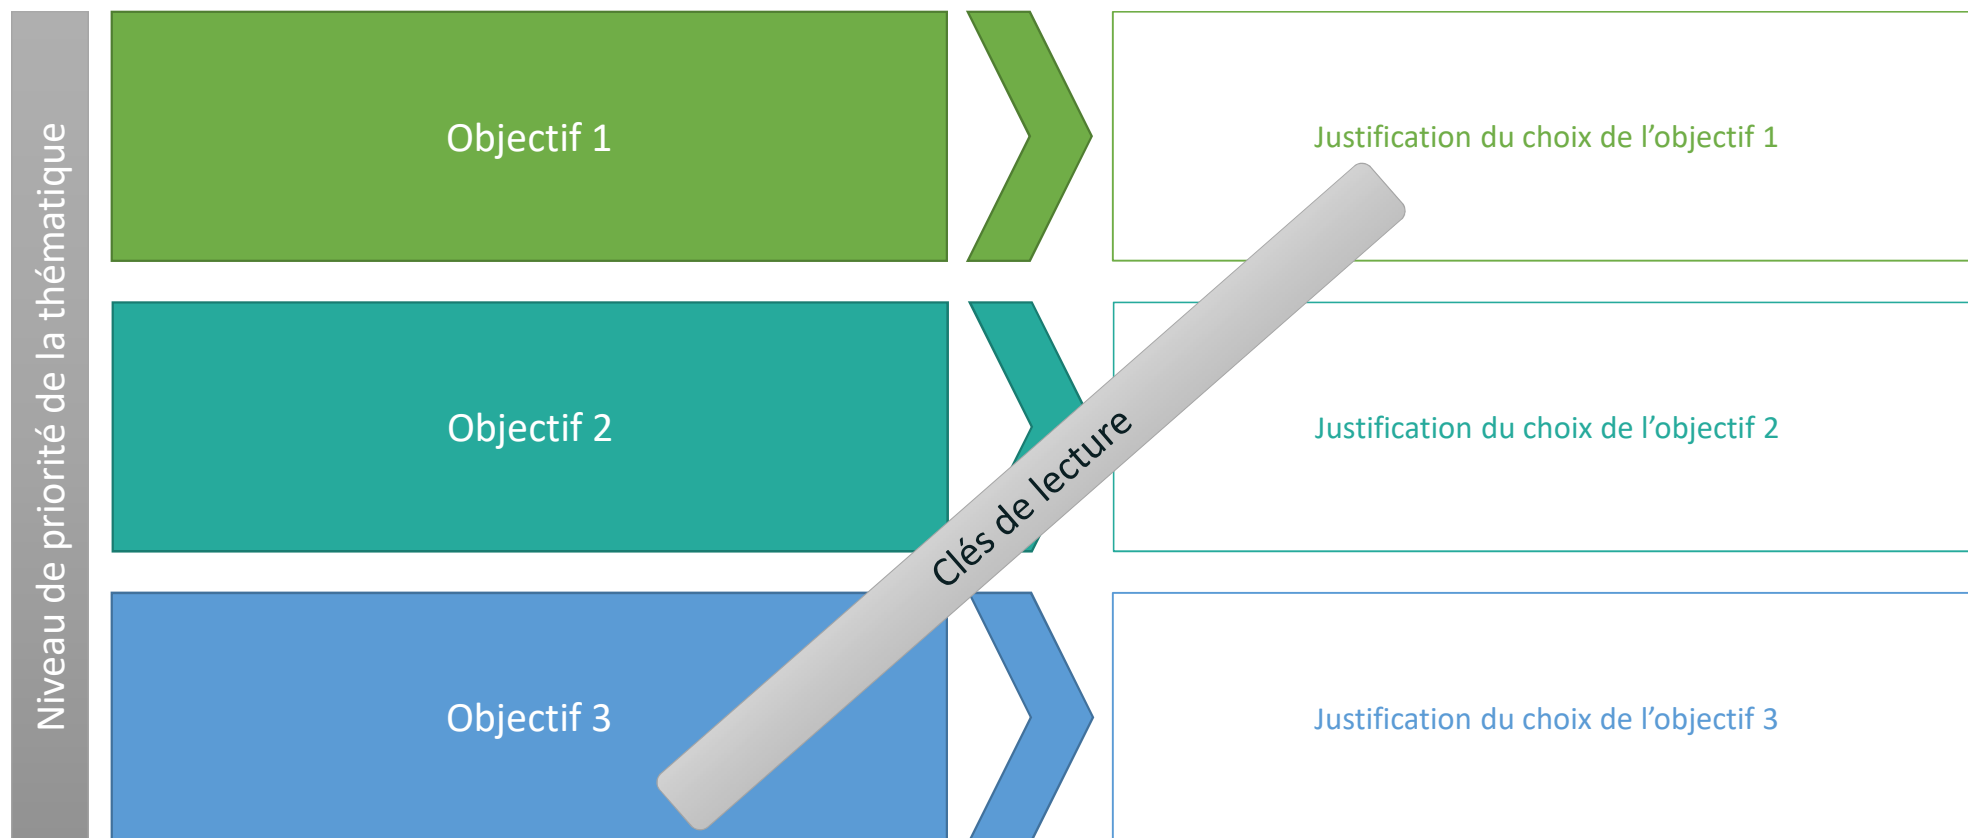 Niveau de priorité de la thématique
Objectif 1
Justification du choix de l’objectif 1
Objectif 2
Justification du choix de l’objectif 2
Clés de lecture
Objectif 3
Justification du choix de l’objectif 3